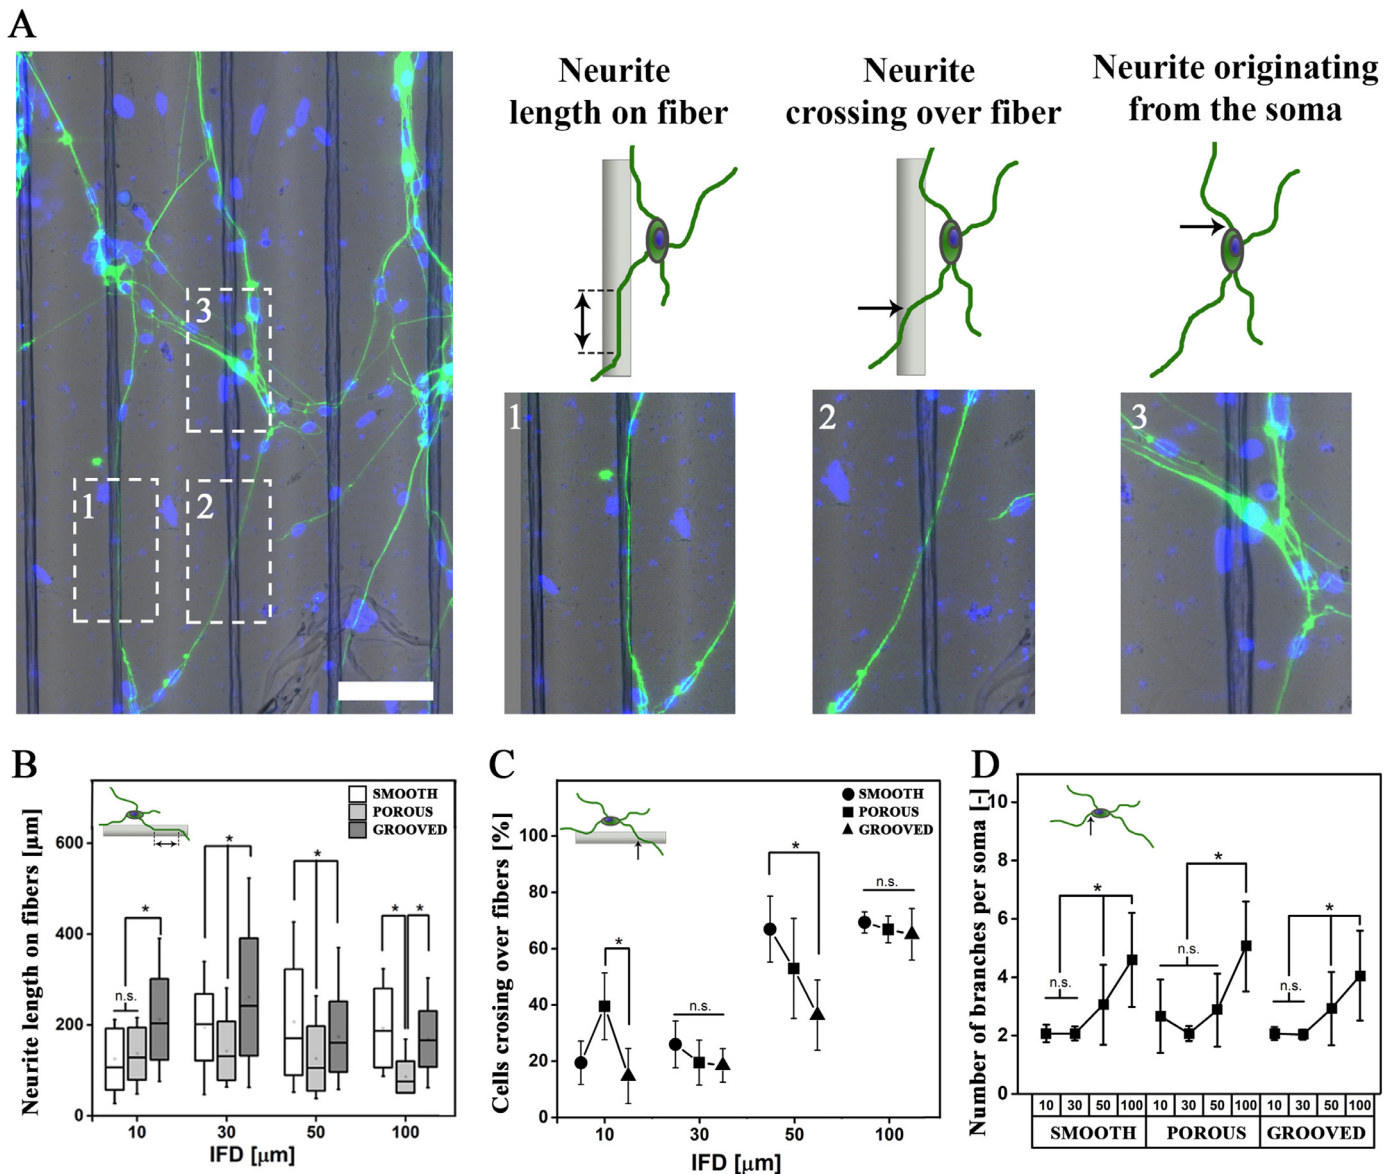 A
Neurite
length on fiber
Neurite
crossing over fiber
Neurite originating
from the soma
3
1
2
1
2
3
B
Neurite length on fibers [µm]
600
400
200
0
SMOOTH
POROUS
GROOVED
n.s.
*
*
*
*
*
10
30
50
100
IFD [µm]
C
Cells crosing over fibers [%]
100
80
60
40
20
0
SMOOTH
POROUS
GROOVED
*
n.s.
*
n.s.
10
30
50
100
IFD [µm]
D
Number of branches per soma [-]
10
8
6
4
2
0
n.s.
*
n.s.
*
n.s.
*
10 30 50 100 10 30 50 100 10 30 50 100
SMOOTH POROUS GROOVED